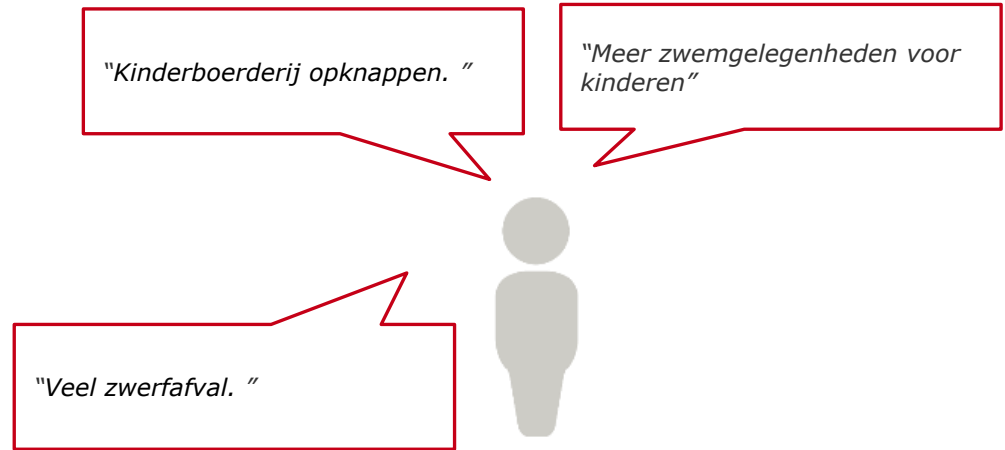 “Kinderboerderij opknappen. ”
“Meer zwemgelegenheden voor
kinderen”
“Veel zwerfafval. ”